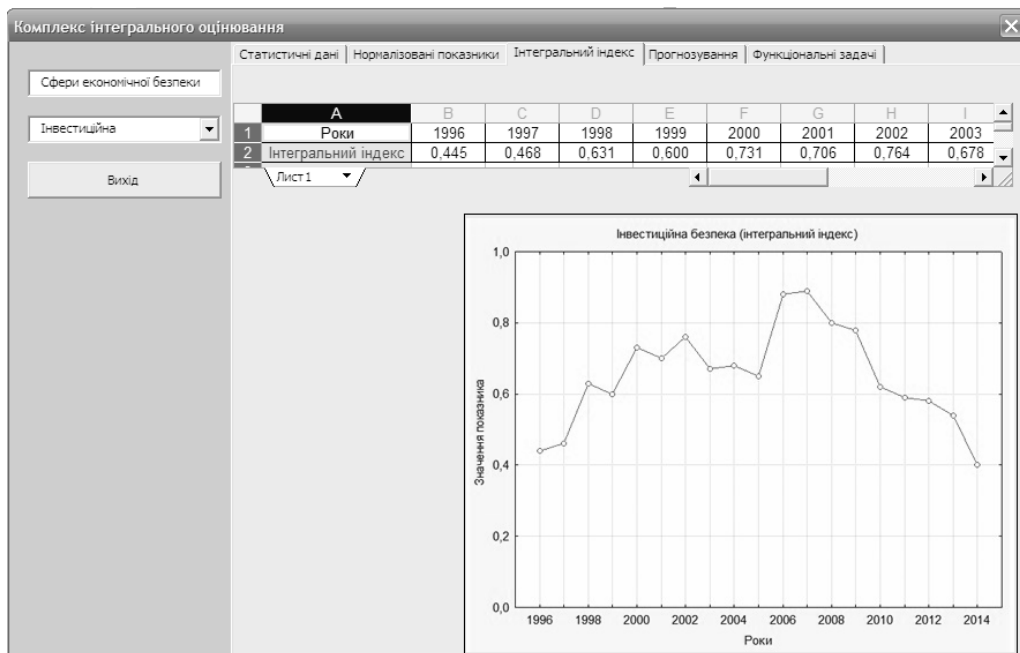 Комплекс інтегрального оцінювання
Статистичні дані Нормалізовані показники Інтегральний індекс Прогнозування Функціональні задачі
Сфери економічної безпеки
Інвестиційна
Вихід
A B C D E F G H I
1 Роки 1996 1997 1998 1999 2000 2001 2002 2003
2 Інтегральний індекс 0,445 0,468 0,631 0,600 0,731 0,706 0,764 0,678
Лист1
Інвестиційна безпека (інтегральний індекс)
1,0
0,8
0,6
0,4
0,2
0,0
Значення показника
1996 1998 2000 2002 2004 2006 2008 2010 2012 2014
Роки